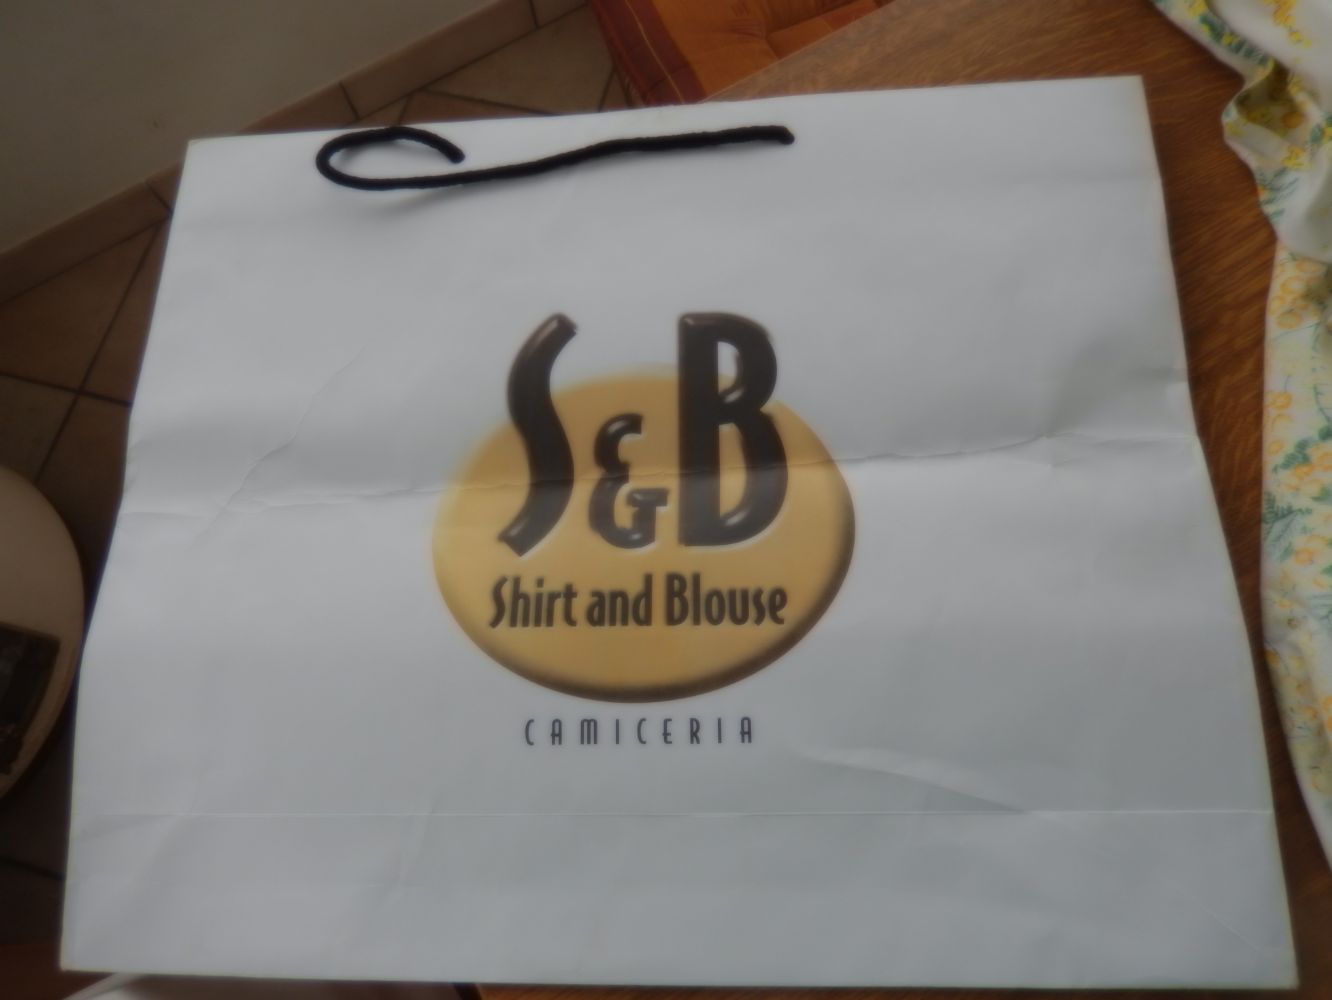 S&B
Shirt and Blouse
CAMICERIA